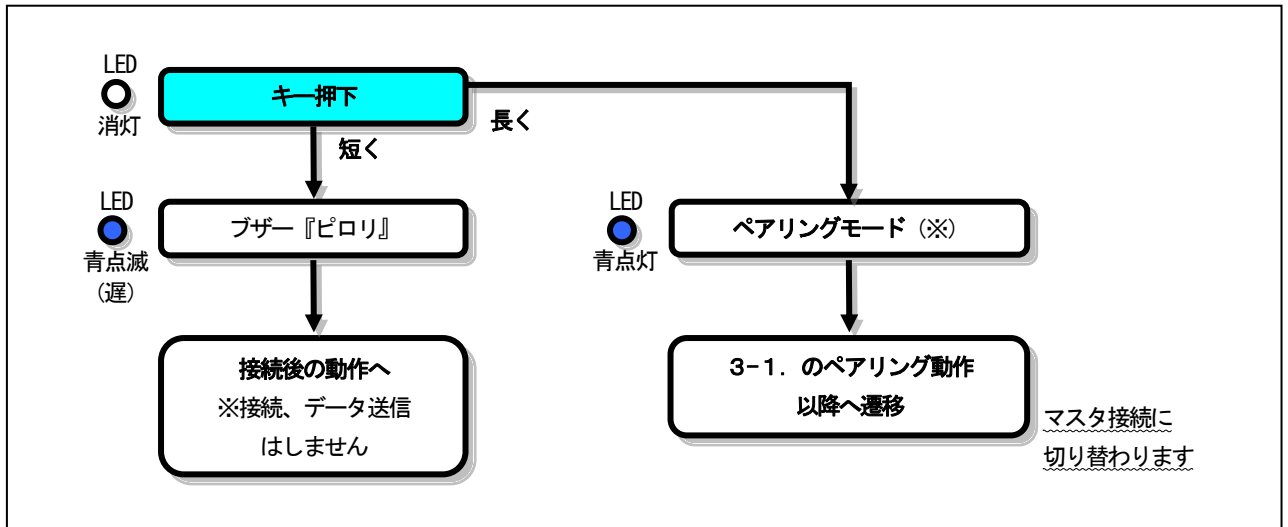 LED
消灯
キー押下
長く
短く
LED
青点滅
(遅)
ブザー『ピロリ』
LED
青点灯
ペアリングモード（※）
接続後の動作へ
※接続、データ送信
はしません
３-１．のペアリング動作
以降へ遷移
マスタ接続に
切り替わります